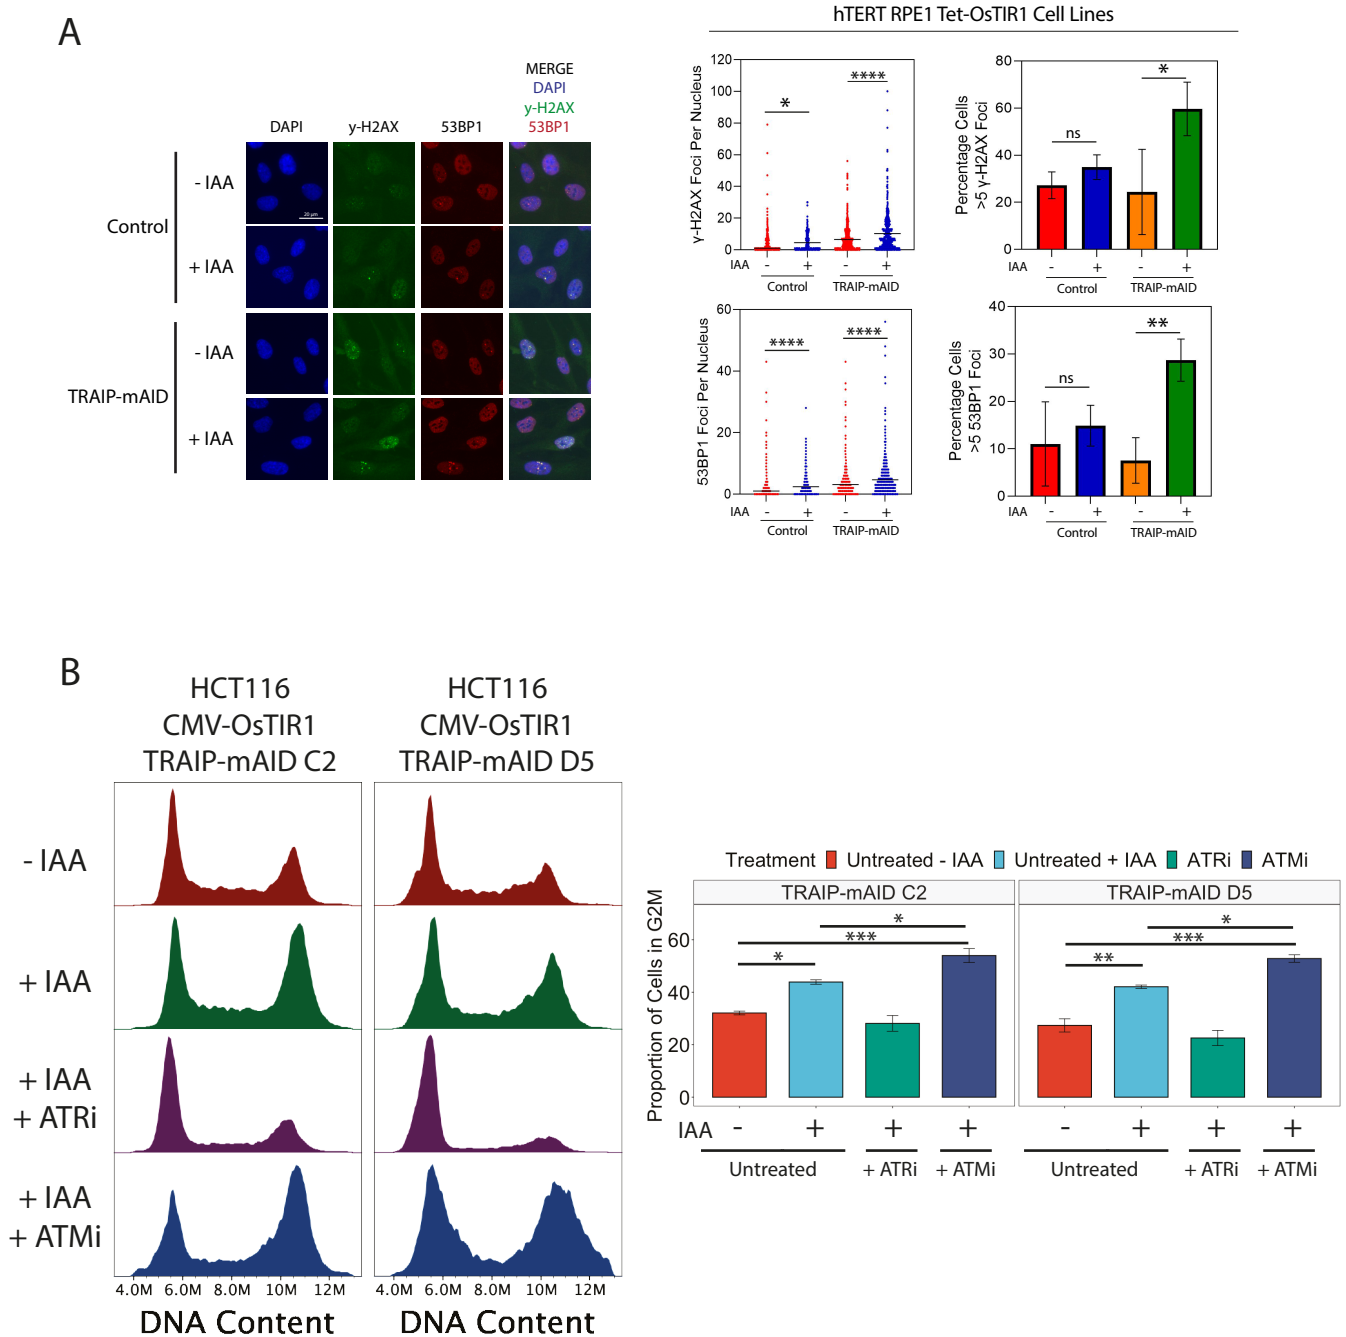 A
hTERT RPE1 Tet-OsTIR1 Cell Lines
MERGE
DAPI
y-H2AX
53BP1
DAPI
y-H2AX
53BP1
Control
- IAA
20 µm
+ IAA
TRAIP-mAID
- IAA
+ IAA
γ-H2AX Foci Per Nucleus
120
100
80
60
40
20
0
*
****
IAA - + - +
Control
TRAIP-mAID
Percentage Cells
>5 γ-H2AX Foci
80
60
40
20
0
ns
*
IAA - + - +
Control
TRAIP-mAID
53BP1 Foci Per Nucleus
60
40
20
0
****
****
IAA - + - +
Control
TRAIP-mAID
Percentage Cells
>5 53BP1 Foci
40
30
20
10
0
ns
**
IAA - + - +
Control
TRAIP-mAID
B
HCT116
CMV-OsTIR1
TRAIP-mAID C2
HCT116
CMV-OsTIR1
TRAIP-mAID D5
- IAA
+ IAA
+ IAA
+ ATRi
+ IAA
+ ATMi
4.0M 6.0M 8.0M 10M 12M
4.0M 6.0M 8.0M 10M 12M
DNA Content
DNA Content
Treatment Untreated - IAA Untreated + IAA ATRi ATMi
TRAIP-mAID C2
TRAIP-mAID D5
Proportion of Cells in G2M
60
40
20
0
*
***
*
*
***
**
IAA - + + + - + + +
Untreated + ATRi + ATMi Untreated + ATRi + ATMi